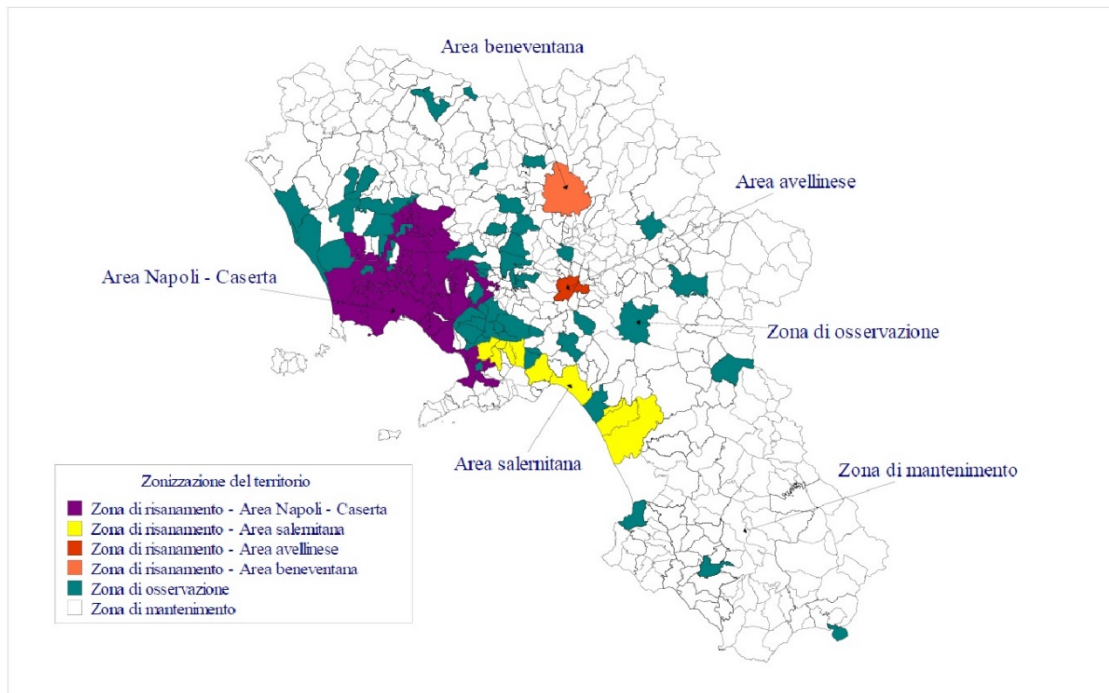 Area beneventana
Area avellinese
Area Napoli - Caserta
Zona di osservazione
Area salernitana
Zona di mantenimento
Zonizzazione del territorio
Zona di risanamento - Area Napoli - Caserta
Zona di risanamento - Area salernitana
Zona di risanamento - Area avellinese
Zona di risanamento - Area beneventana
Zona di osservazione
Zona di mantenimento